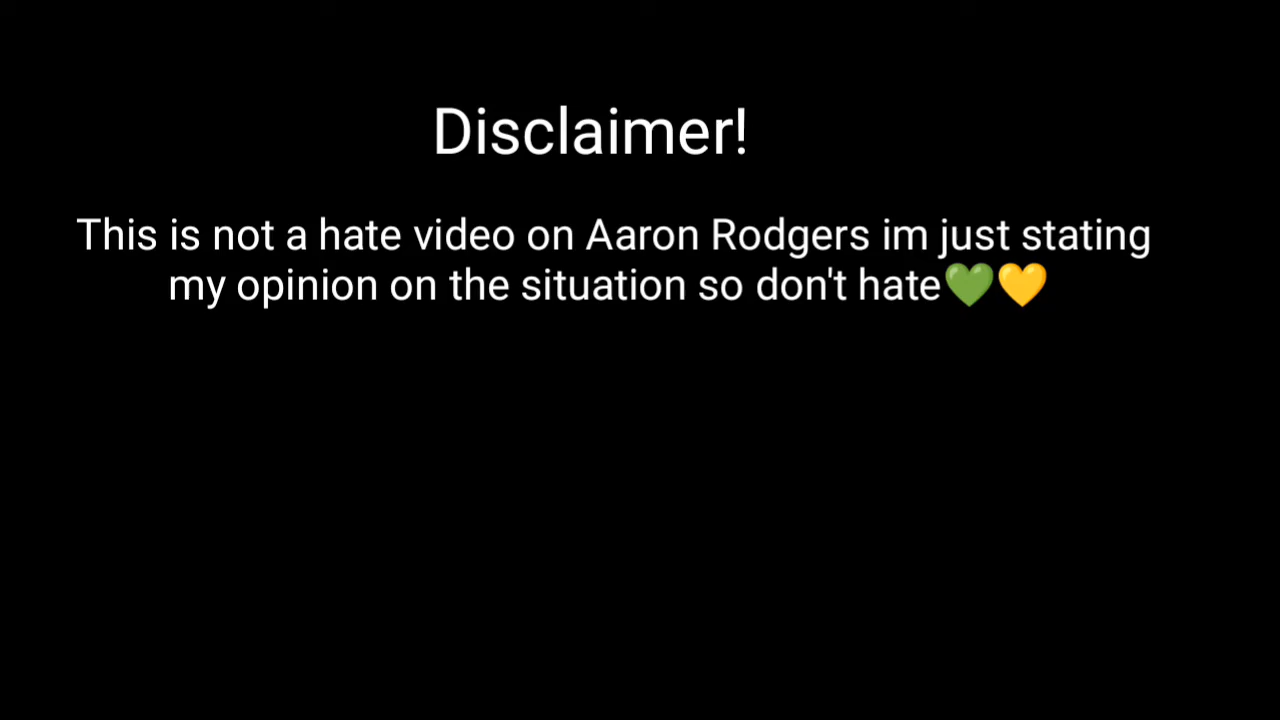 Disclaimer!
This is not a hate video on Aaron Rodgers im just stating
my opinion on the situation so don't hate💚💛